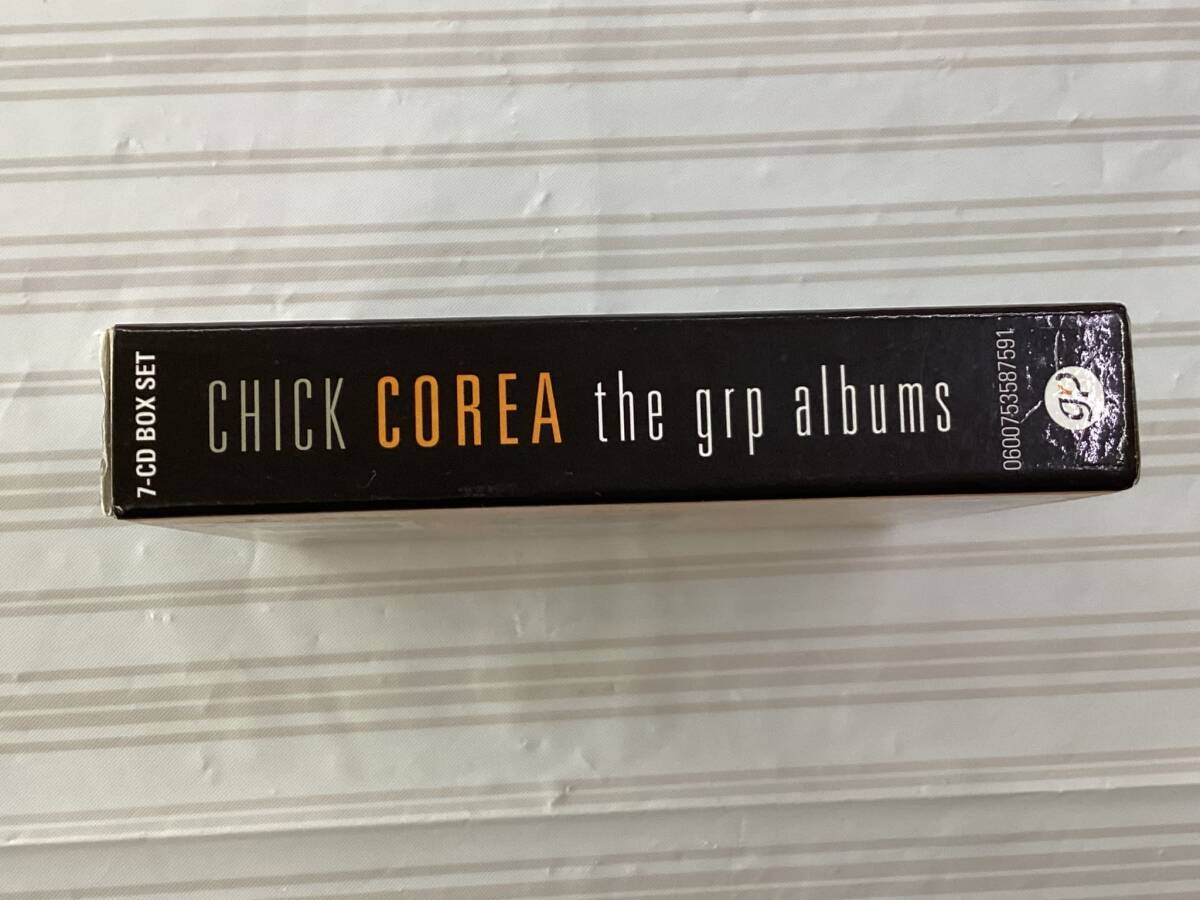 7-CD BOX SET
CHICK COREA the grp albums
0600753587591
grp